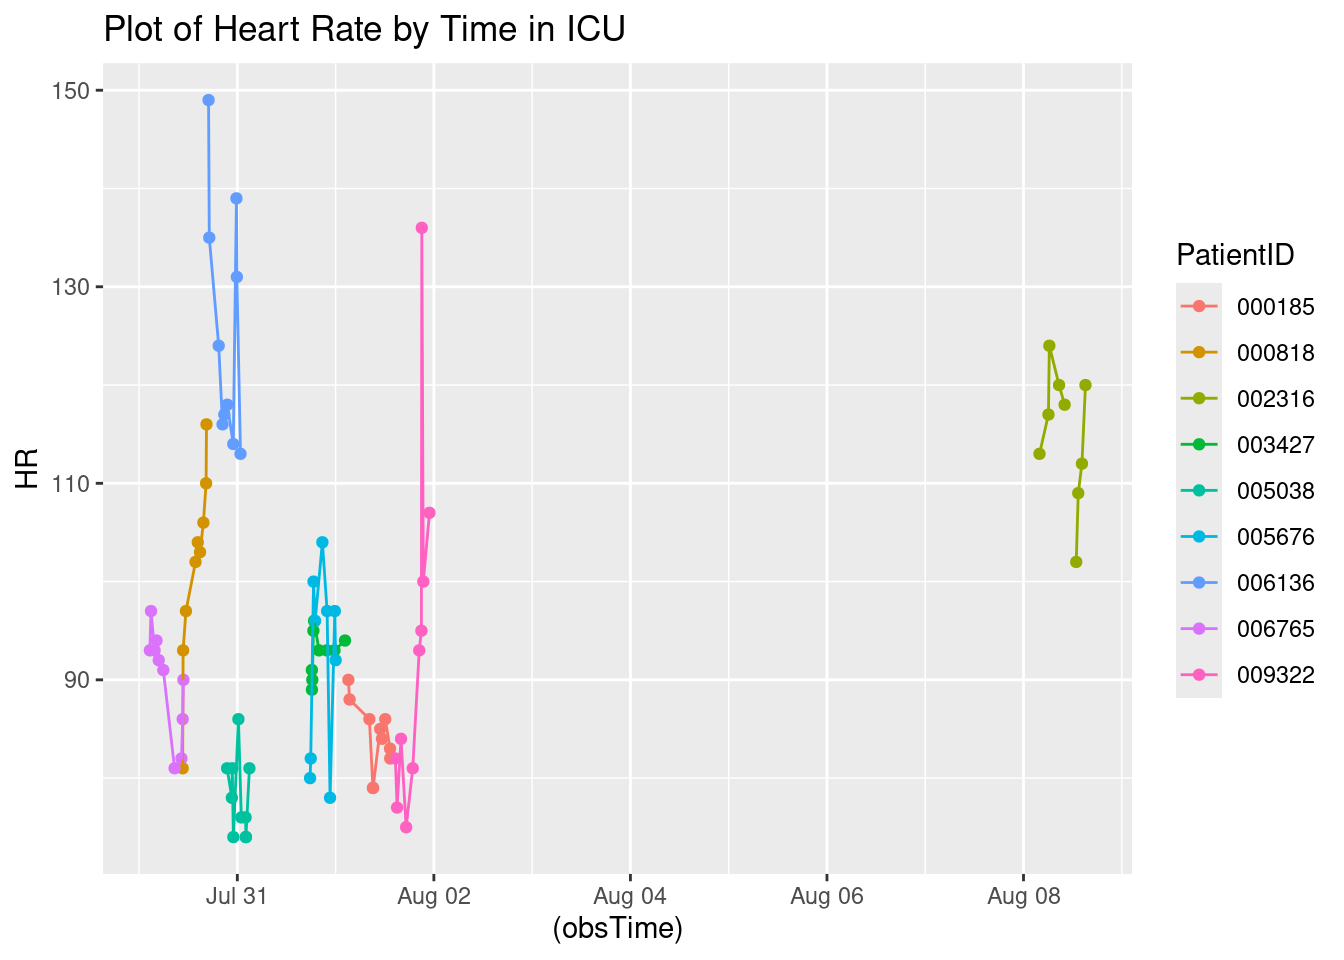 Plot of Heart Rate by Time in ICU
150
130
110
90
HR
Jul 31
Aug 02
Aug 04
Aug 06
Aug 08
(obsTime)
PatientID
000185
000818
002316
003427
005038
005676
006136
006765
009322